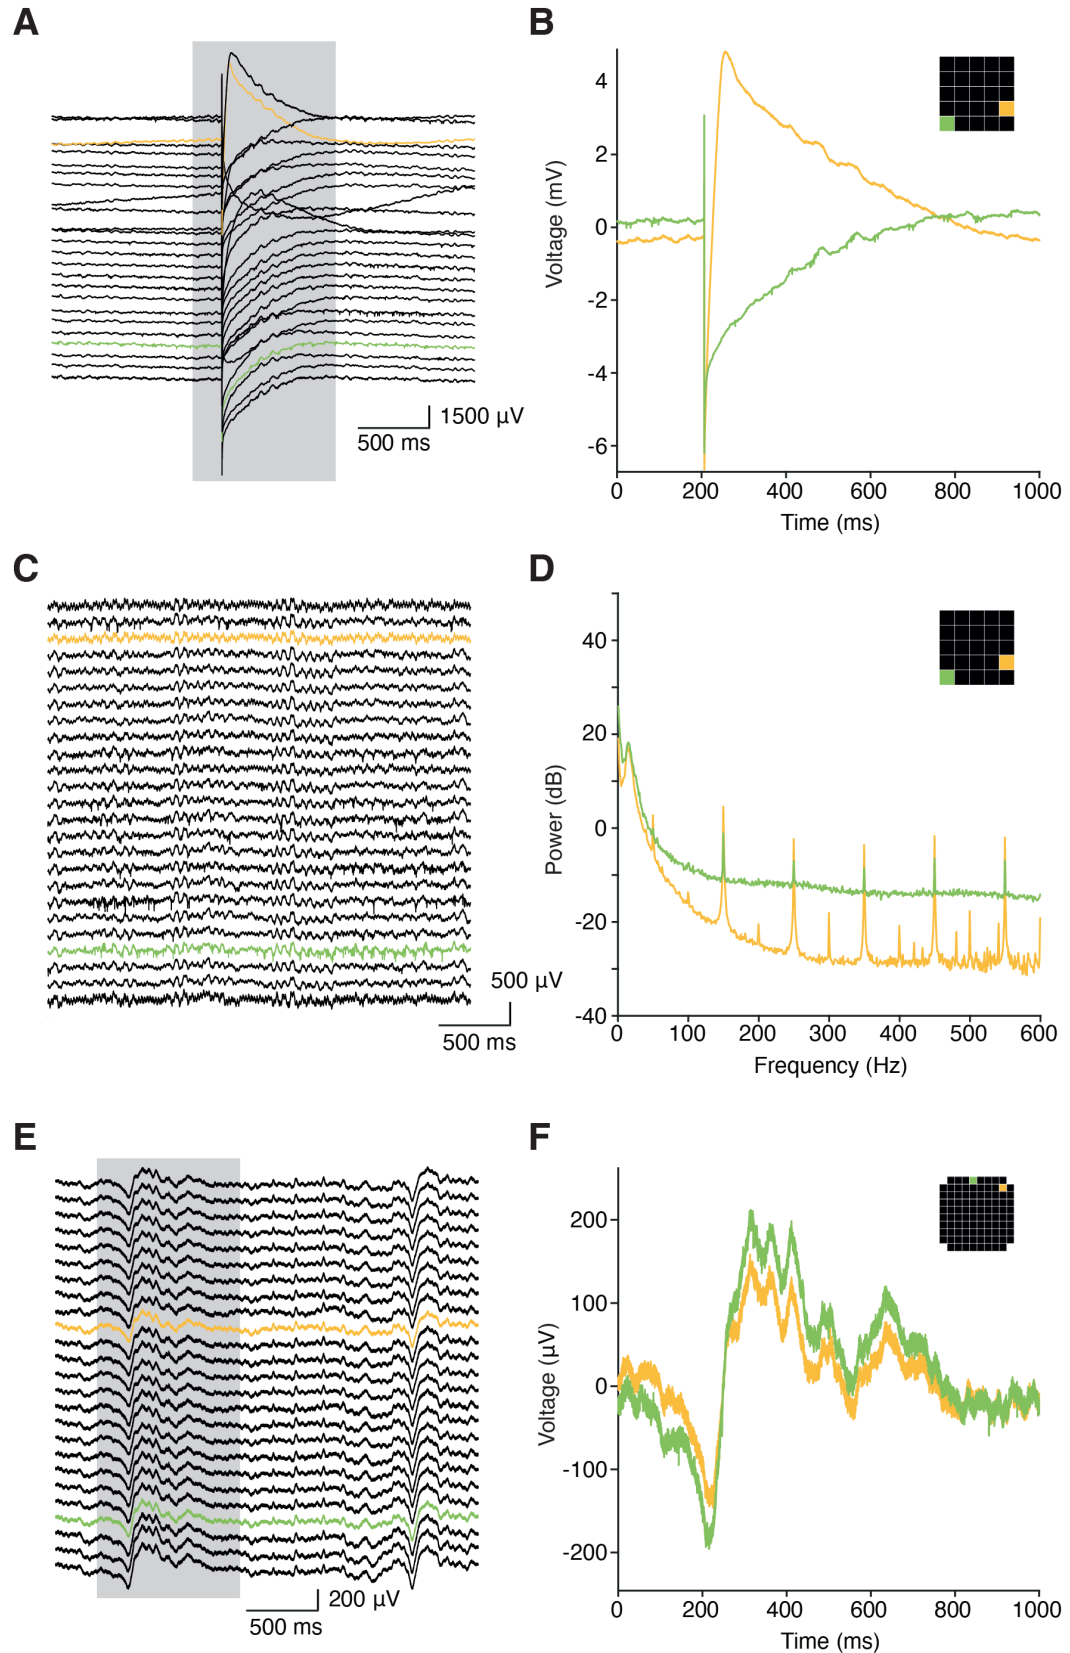 A
1500 µV
500 ms
B
Voltage (mV)
4
2
0
-2
-4
-6
0 200 400 600 800 1000
Time (ms)
C
500 µV
500 ms
D
Power (dB)
40
20
0
-20
-40
0 100 200 300 400 500 600
Frequency (Hz)
E
200 µV
500 ms
F
Voltage (µV)
200
100
0
-100
-200
0 200 400 600 800 1000
Time (ms)